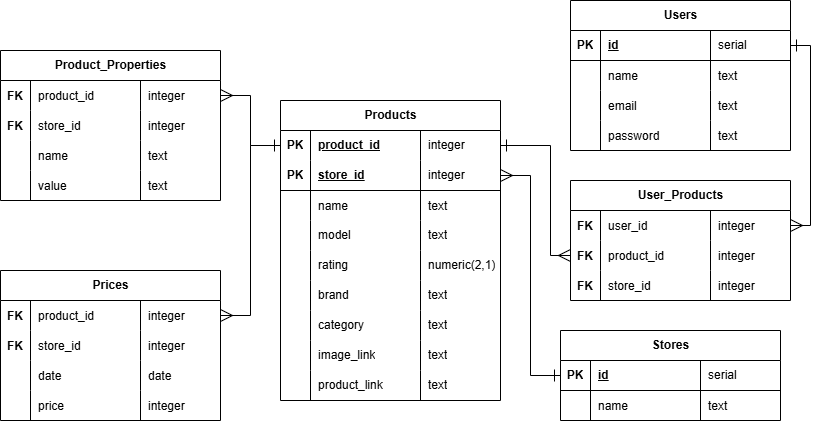 Product_Properties
FK product_id integer
FK store_id integer
name text
value text
Prices
FK product_id integer
FK store_id integer
date date
price integer
Products
PK product_id integer
PK store_id integer
name text
model text
rating numeric(2,1)
brand text
category text
image_link text
product_link text
Users
PK id serial
name text
email text
password text
User_Products
FK user_id integer
FK product_id integer
FK store_id integer
Stores
PK id serial
name text